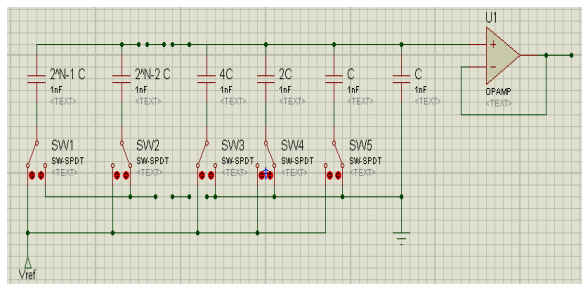 U1
2^N-1 C
1nF
<TEXT>
2^N-2 C
1nF
<TEXT>
4C
1nF
<TEXT>
2C
1nF
<TEXT>
C
1nF
<TEXT>
C
1nF
<TEXT>
OPAMP
<TEXT>
SW1
SW-SPDT
<TEXT>
SW2
SW-SPDT
<TEXT>
SW3
SW-SPDT
<TEXT>
SW4
SW-SPDT
<TEXT>
SW5
SW-SPDT
<TEXT>
Vref